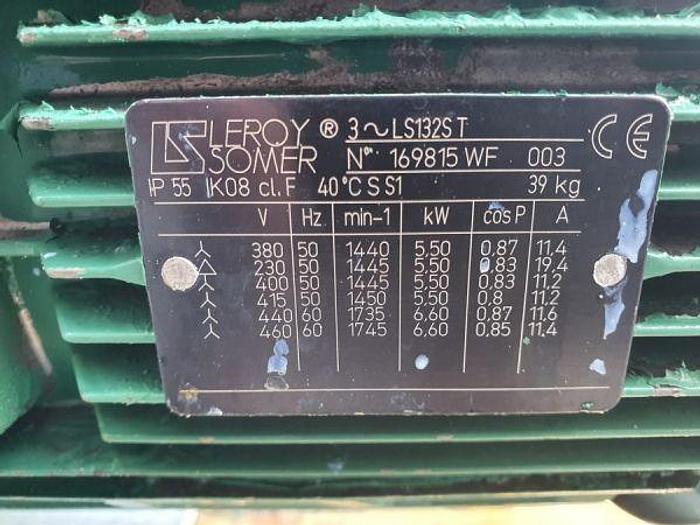 LEROY ® 3~LS132S T
SOMER N° 169815 WF 003
IP 55 IK08 cl.F 40°C S S1 39 kg
CE
V Hz min-1 kW cos P A
380 50 1440 5,50 0,87 11.4
230 50 1445 5,50 0,83 19,4
400 50 1445 5,50 0.83 11.2
415 50 1450 5,50 0.8 11.2
440 60 1735 6,60 0.87 11.6
460 60 1745 6,60 0,85 11.4